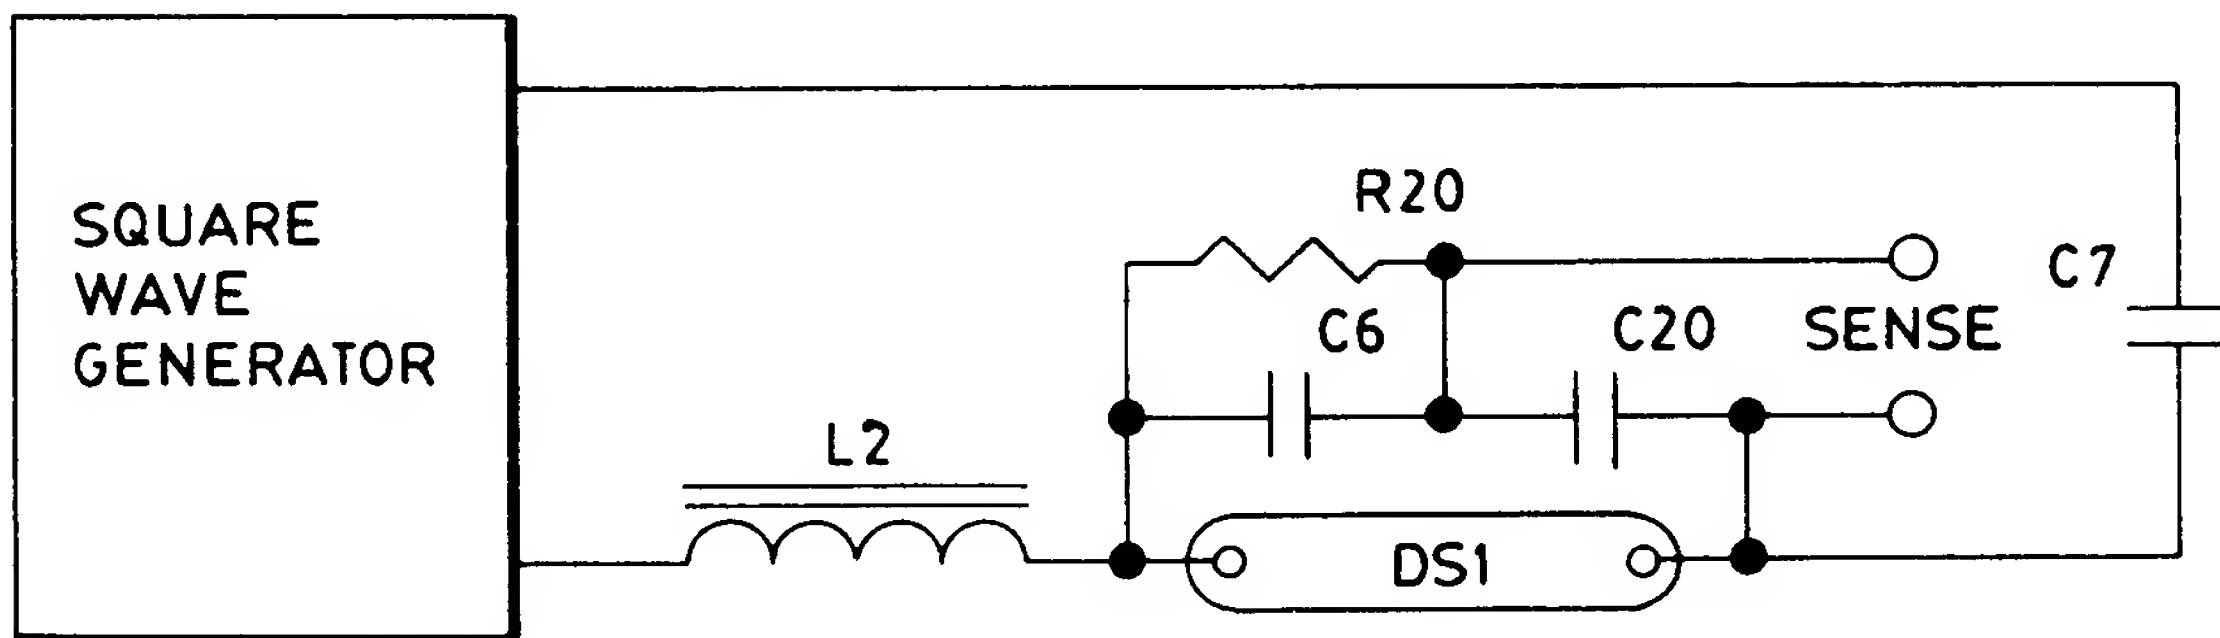 SQUARE
WAVE
GENERATOR
L2
R20
C6
C20
SENSE
C7
DS1